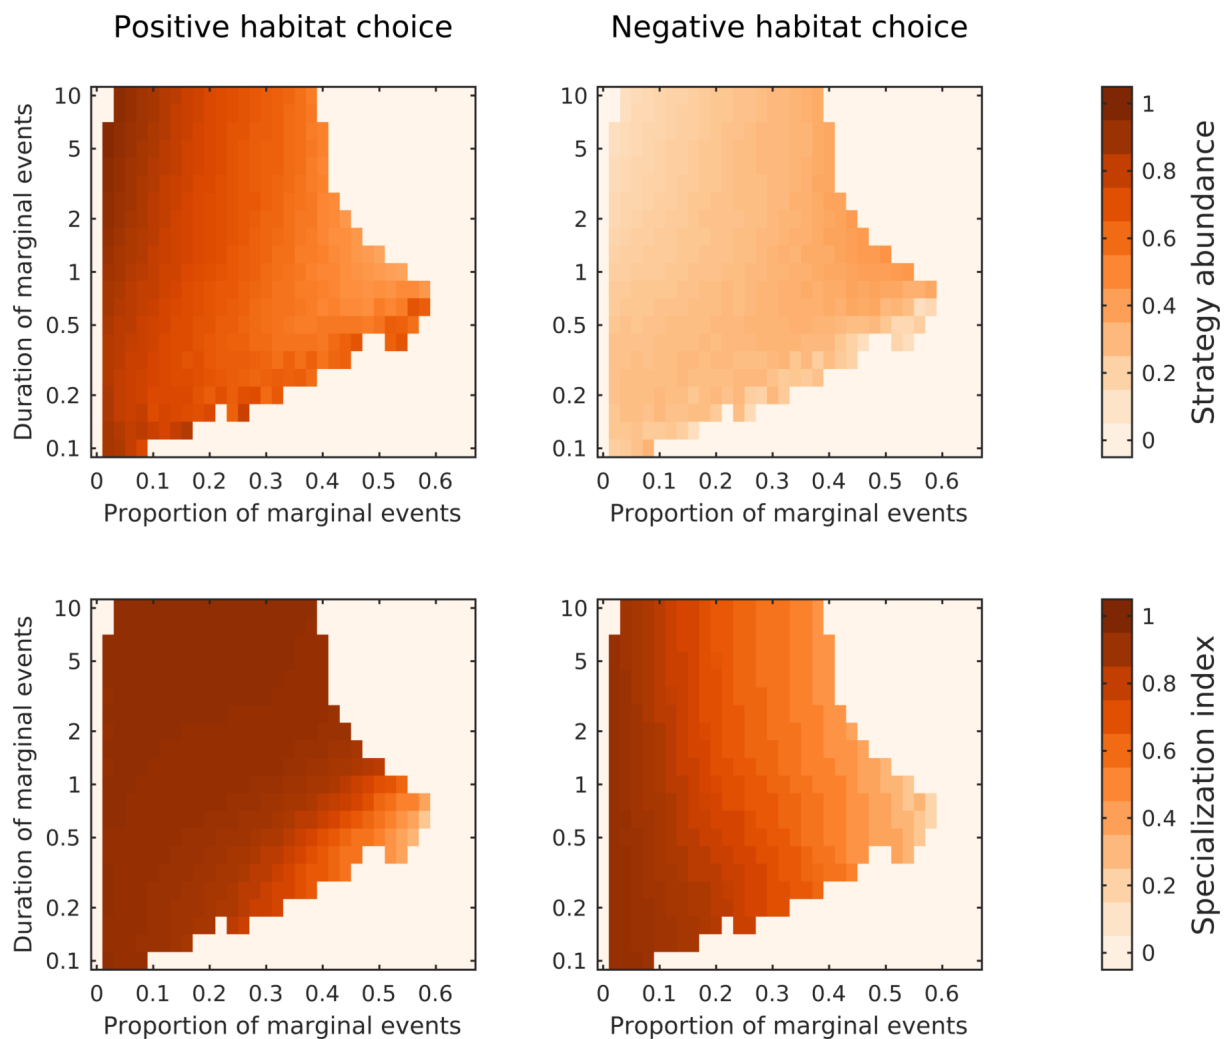 Positive habitat choice
Negative habitat choice
Duration of marginal events
10
5
2
1
0.5
0.2
0.1
0 0.1 0.2 0.3 0.4 0.5 0.6
Proportion of marginal events
10
5
2
1
0.5
0.2
0.1
0 0.1 0.2 0.3 0.4 0.5 0.6
Proportion of marginal events
1
0.8
0.6
0.4
0.2
0
Strategy abundance
Duration of marginal events
10
5
2
1
0.5
0.2
0.1
0 0.1 0.2 0.3 0.4 0.5 0.6
Proportion of marginal events
10
5
2
1
0.5
0.2
0.1
0 0.1 0.2 0.3 0.4 0.5 0.6
Proportion of marginal events
1
0.8
0.6
0.4
0.2
0
Specialization index